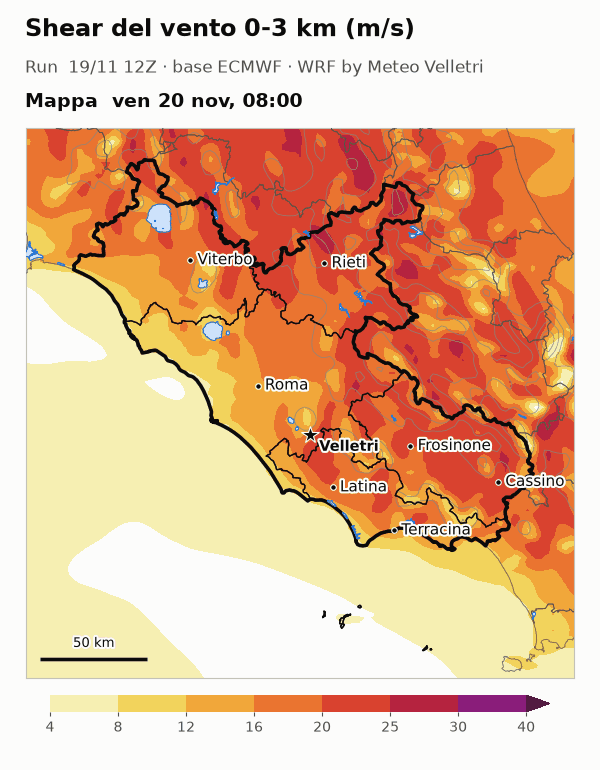 Shear del vento 0-3 km (m/s)
Run 19/11 12Z · base ECMWF · WRF by Meteo Velletri
Mappa ven 20 nov, 08:00
Viterbo
Rieti
Roma
Velletri
Frosinone
Cassino
Latina
Terracina
50 km
4 8 12 16 20 25 30 40